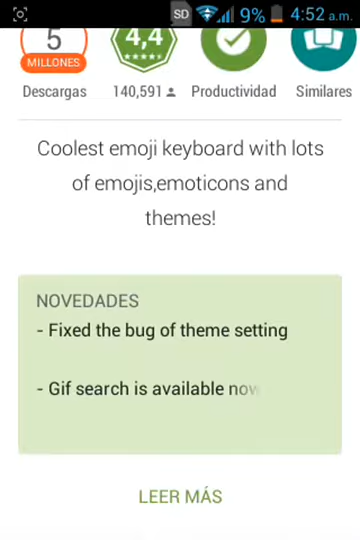 SD 9% 4:52 a.m.
5
MILLONES
4,4
Descargas 140,591 Productividad Similares
Coolest emoji keyboard with lots
of emojis,emoticons and
themes!
NOVEDADES
- Fixed the bug of theme setting
- Gif search is available now
LEER MÁS